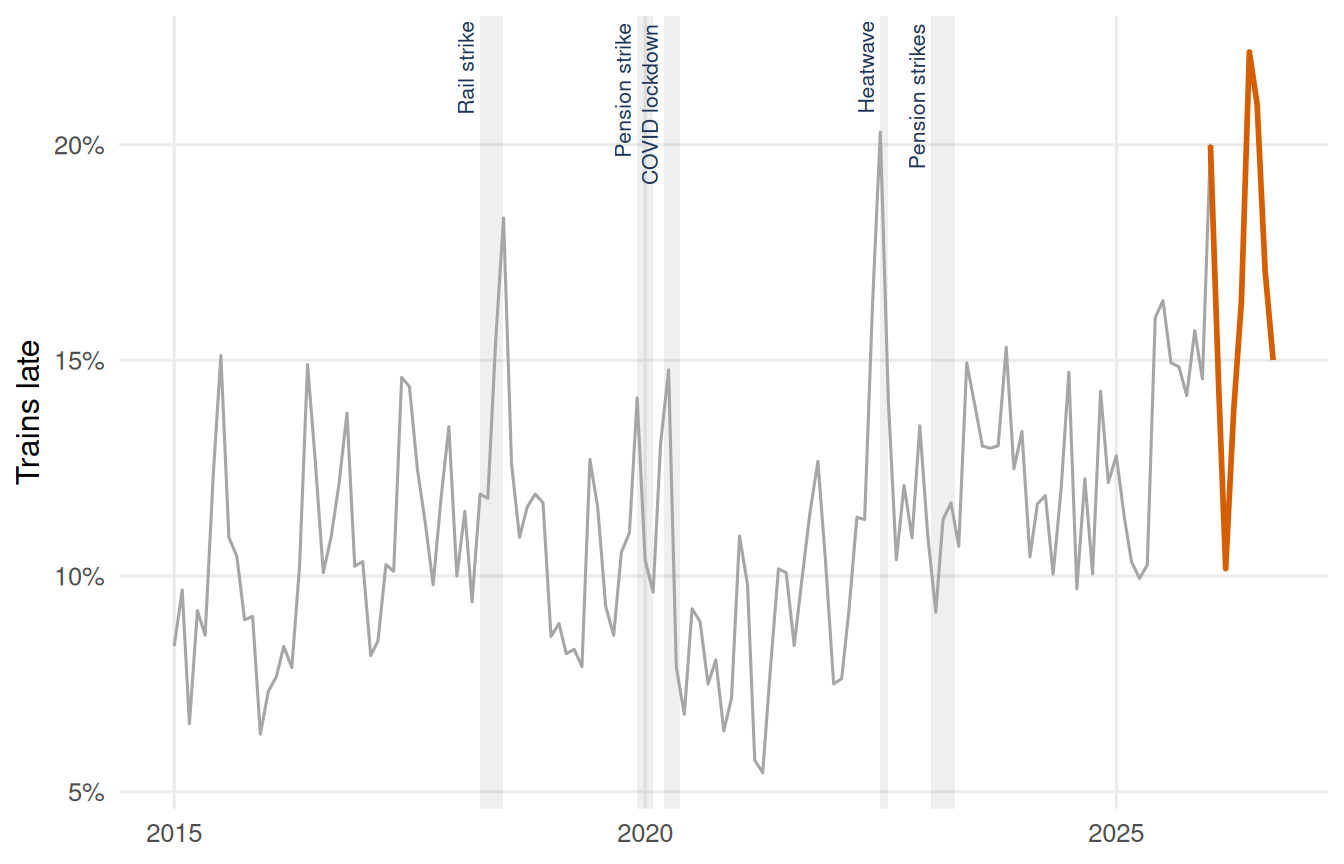 Rail strike
Pension strike
COVID lockdown
Heatwave
Pension strikes
20%
15%
10%
5%
Trains late
2015
2020
2025